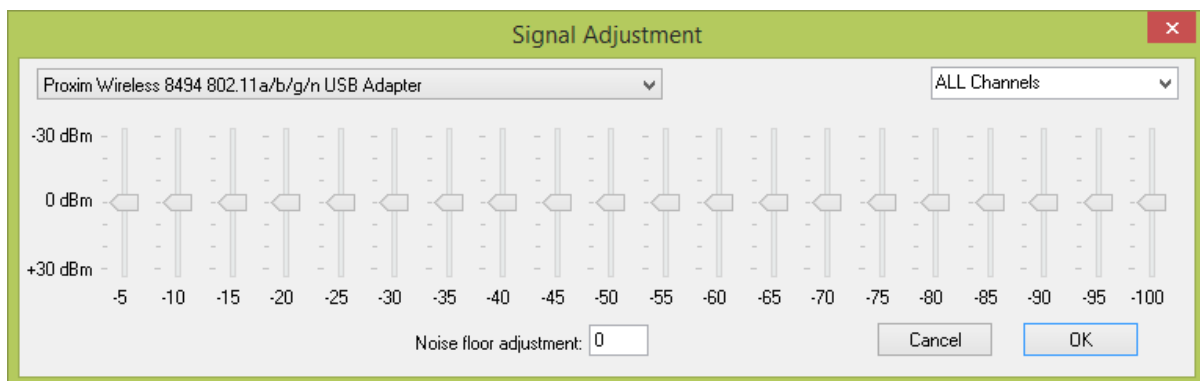 Signal Adjustment
Proxim Wireless 8494 802.11a/b/g/n USB Adapter
ALL Channels
-30 dBm
0 dBm
+30 dBm
-5 -10 -15 -20 -25 -30 -35 -40 -45 -50 -55 -60 -65 -70 -75 -80 -85 -90 -95 -100
Noise floor adjustment: 0
Cancel OK